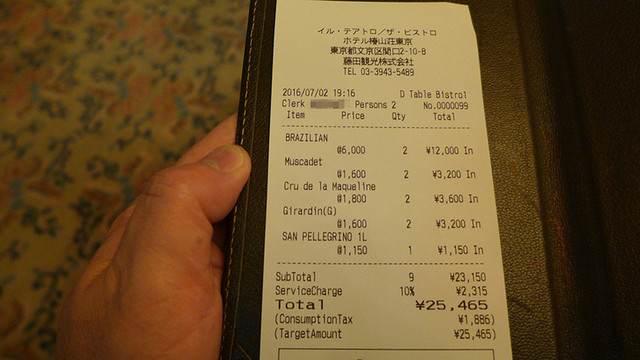 イル・テアトロ/ザ・ビストロ
ホテル椿山荘東京
東京都文京区関口2-10-8
藤田観光株式会社
TEL 03-3943-5489
2016/07/02 19:16 D Table Bistro1
Clerk Persons 2 No.0000099
Item Price Qty Total
BRAZILIAN
@6,000 2 ¥12,000 In
Muscadet
@1,600 2 ¥3,200 In
Cru de la Maqueline
@1,800 2 ¥3,600 In
Girardin(G)
@1,600 2 ¥3,200 In
SAN PELLEGRINO 1L
@1,150 1 ¥1,150 In
SubTotal 9 ¥23,150
ServiceCharge 10% ¥2,315
Total ¥25,465
(ConsumptionTax ¥1,886)
(TargetAmount ¥25,465)